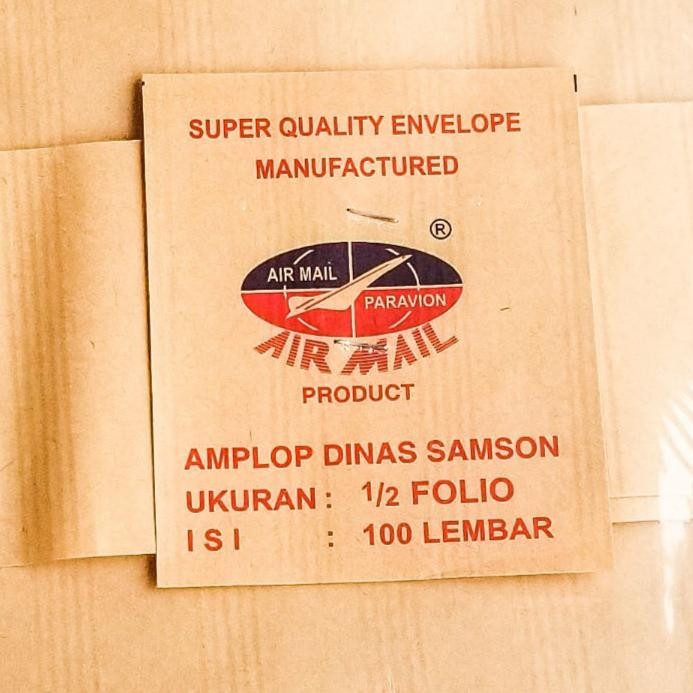 SUPER QUALITY ENVELOPE
MANUFACTURED
®
AIR MAIL
PARAVION
AIR MAIL
PRODUCT
AMPLOP DINAS SAMSON
UKURAN : 1/2 FOLIO
I S I : 100 LEMBAR